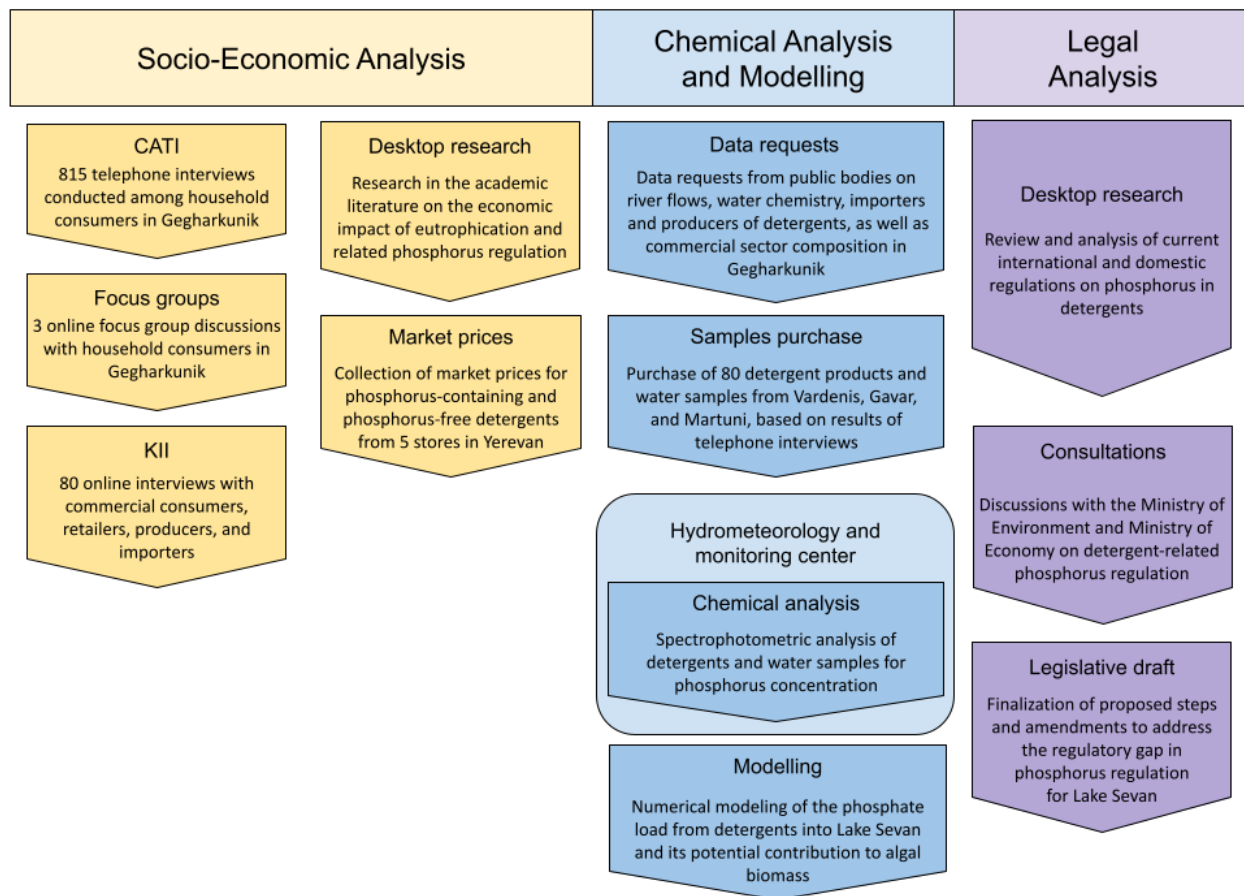 Socio-Economic Analysis
Chemical Analysis
and Modelling
Legal
Analysis
CATI
815 telephone interviews
conducted among household
consumers in Gegharkunik
Focus groups
3 online focus group discussions
with household consumers in
Gegharkunik
KII
80 online interviews with
commercial consumers,
retailers, producers, and
importers
Desktop research
Research in the academic
literature on the economic
impact of eutrophication and
related phosphorus regulation
Market prices
Collection of market prices for
phosphorus-containing and
phosphorus-free detergents
from 5 stores in Yerevan
Data requests
Data requests from public bodies on
river flows, water chemistry, importers
and producers of detergents, as well as
commercial sector composition in
Gegharkunik
Samples purchase
Purchase of 80 detergent products and
water samples from Vardenis, Gavar,
and Martuni, based on results of
telephone interviews
Hydrometeorology and
monitoring center
Chemical analysis
Spectrophotometric analysis of
detergents and water samples for
phosphorus concentration
Modelling
Numerical modeling of the phosphate
load from detergents into Lake Sevan
and its potential contribution to algal
biomass
Desktop research
Review and analysis of current
international and domestic
regulations on phosphorus in
detergents
Consultations
Discussions with the Ministry of
Environment and Ministry of
Economy on detergent-related
phosphorus regulation
Legislative draft
Finalization of proposed steps
and amendments to address
the regulatory gap in
phosphorus regulation
for Lake Sevan